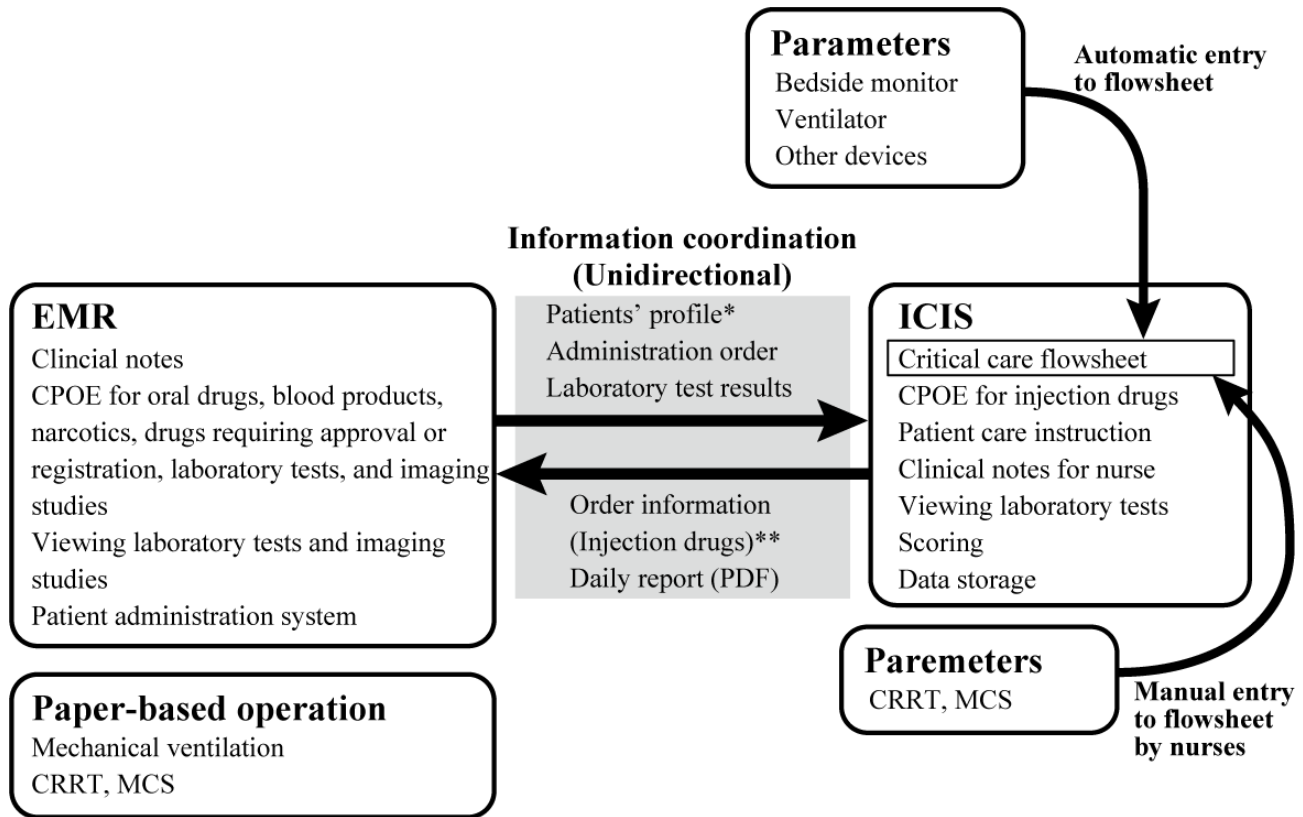 Parameters
Bedside monitor
Ventilator
Other devices
Automatic entry
to flowsheet
Information coordination
(Unidirectional)
Patients’ profile*
Administration order
Laboratory test results
Order information
(Injection drugs)**
Daily report (PDF)
EMR
Clincial notes
CPOE for oral drugs, blood products,
narcotics, drugs requiring approval or
registration, laboratory tests, and imaging
studies
Viewing laboratory tests and imaging
studies
Patient administration system
ICIS
Critical care flowsheet
CPOE for injection drugs
Patient care instruction
Clinical notes for nurse
Viewing laboratory tests
Scoring
Data storage
Paper-based operation
Mechanical ventilation
CRRT, MCS
Paremeters
CRRT, MCS
Manual entry
to flowsheet
by nurses